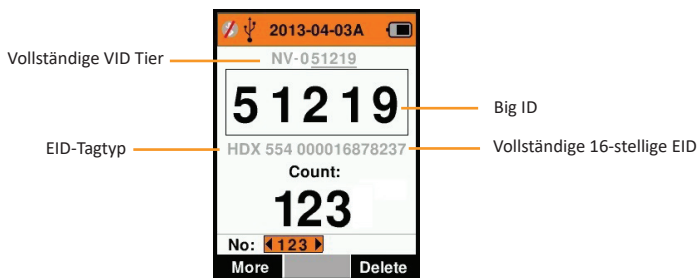 2013-04-03A
Vollständige VID Tier
NV-051219
51219
Big ID
EID-Tagtyp
HDX 554 000016878237
Vollständige 16-stellige EID
Count:
123
No: 123
More Delete